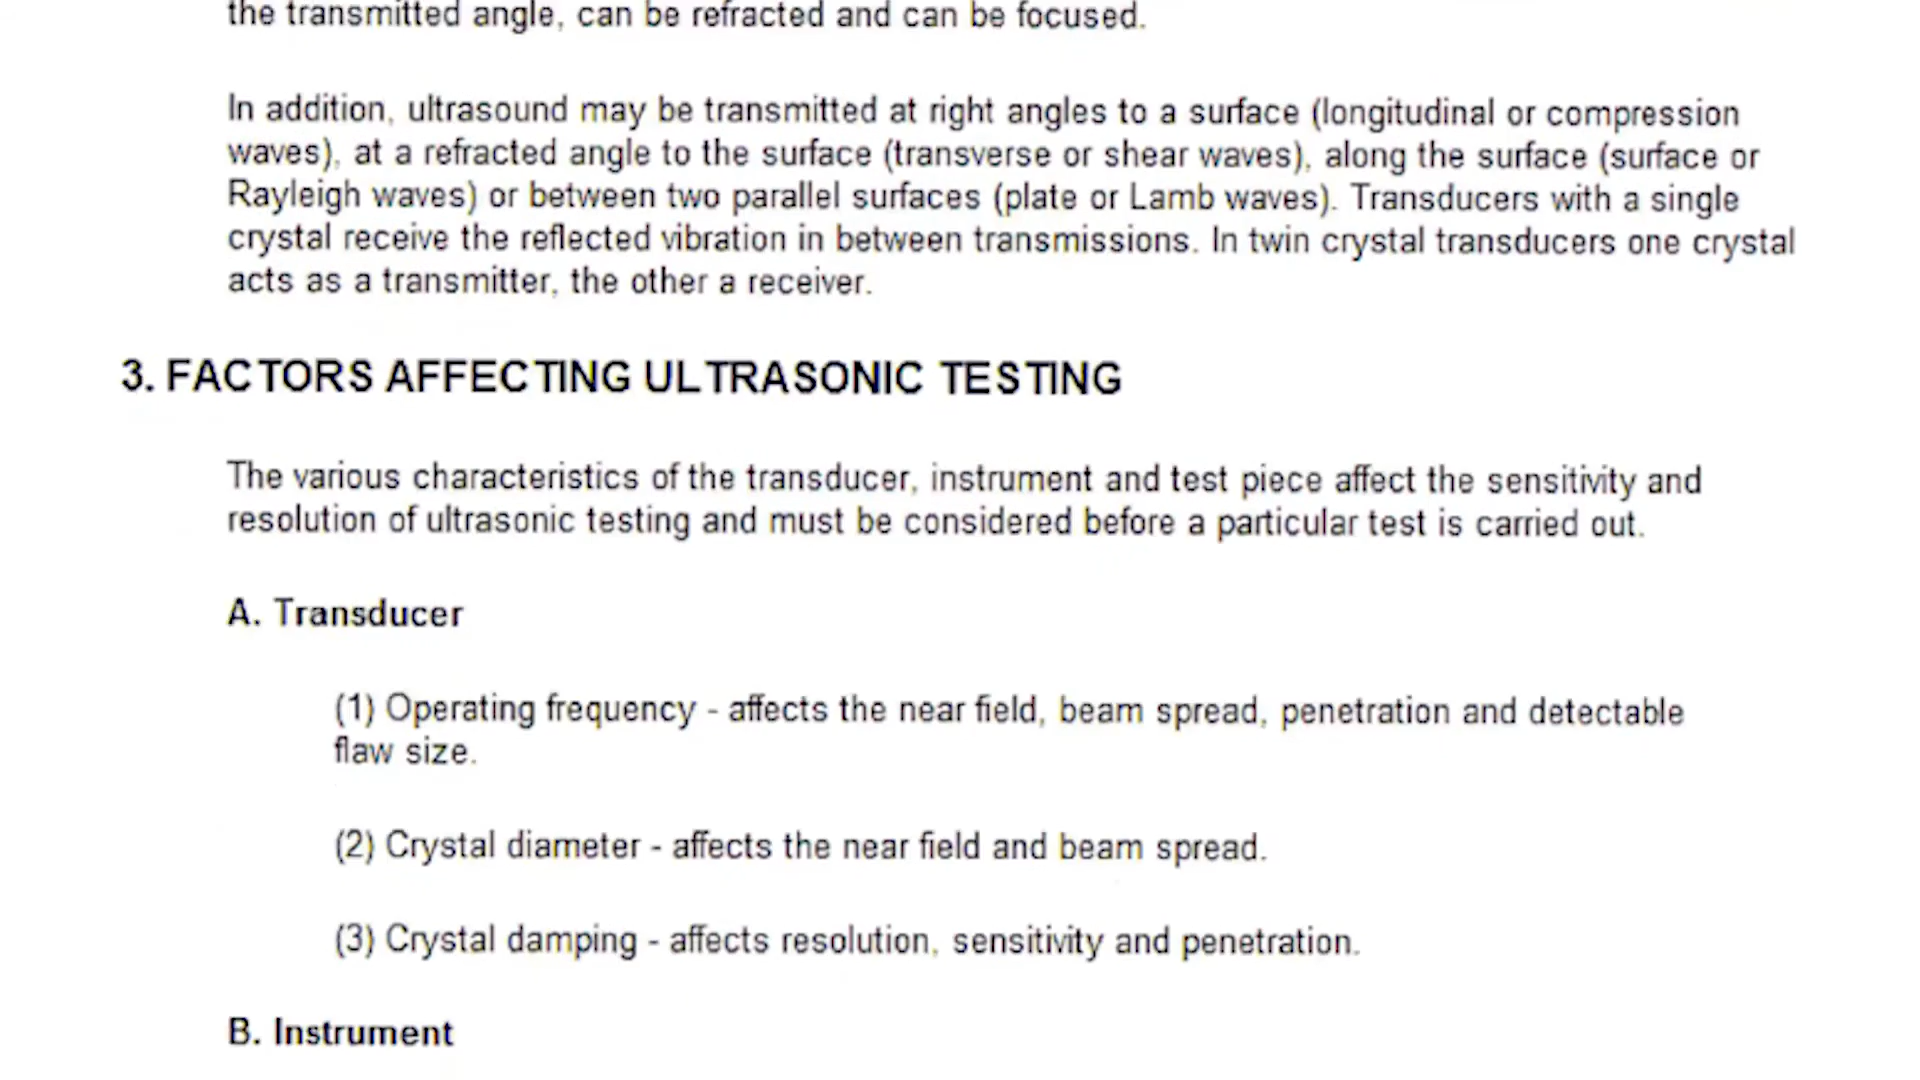 the transmitted angle, can be refracted and can be focused.
In addition, ultrasound may be transmitted at right angles to a surface (longitudinal or compression
waves), at a refracted angle to the surface (transverse or shear waves), along the surface (surface or
Rayleigh waves) or between two parallel surfaces (plate or Lamb waves). Transducers with a single
crystal receive the reflected vibration in between transmissions. In twin crystal transducers one crystal
acts as a transmitter, the other a receiver.
3. FACTORS AFFECTING ULTRASONIC TESTING
The various characteristics of the transducer, instrument and test piece affect the sensitivity and
resolution of ultrasonic testing and must be considered before a particular test is carried out.
A. Transducer
(1) Operating frequency - affects the near field, beam spread, penetration and detectable
flaw size.
(2) Crystal diameter - affects the near field and beam spread.
(3) Crystal damping - affects resolution, sensitivity and penetration.
B. Instrument